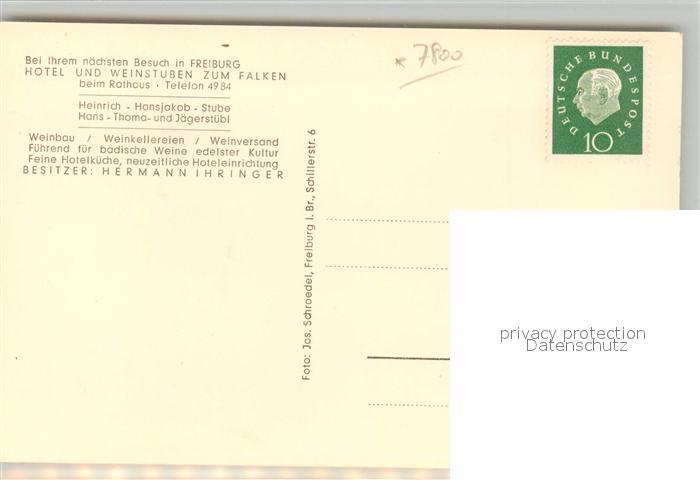 Bei Ihrem nächsten Besuch in FREIBURG
HOTEL UND WEINSTUBEN ZUM FALKEN
beim Rathaus · Telefon 4984
Heinrich - Hansjakob - Stube
Hans - Thoma- und Jägerstübl
Weinbau / Weinkellereien / Weinversand
Führend für badische Weine edelster Kultur
Feine Hotelküche, neuzeitliche Hoteleinrichtung
BESITZER: HERMANN IHRINGER
Foto: Jos. Schroedel, Freiburg i. Br., Schillerstr. 6
* 7800
DEUTSCHE BUNDESPOST
10
privacy protection
Datenschutz